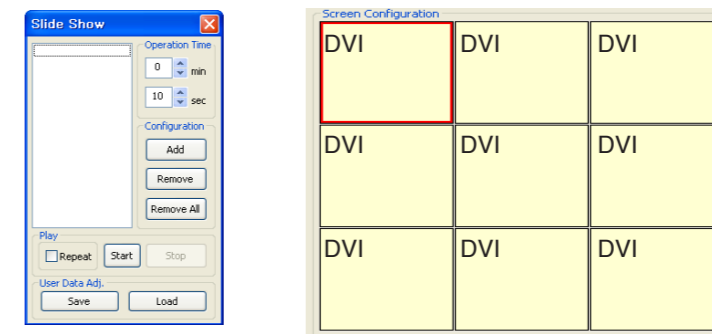 Slide Show
Operation Time
0 min
10 sec
Configuration
Add
Remove
Remove All
Play
Repeat Start Stop
User Data Adj.
Save Load
Screen Configuration
DVI DVI DVI
DVI DVI DVI
DVI DVI DVI